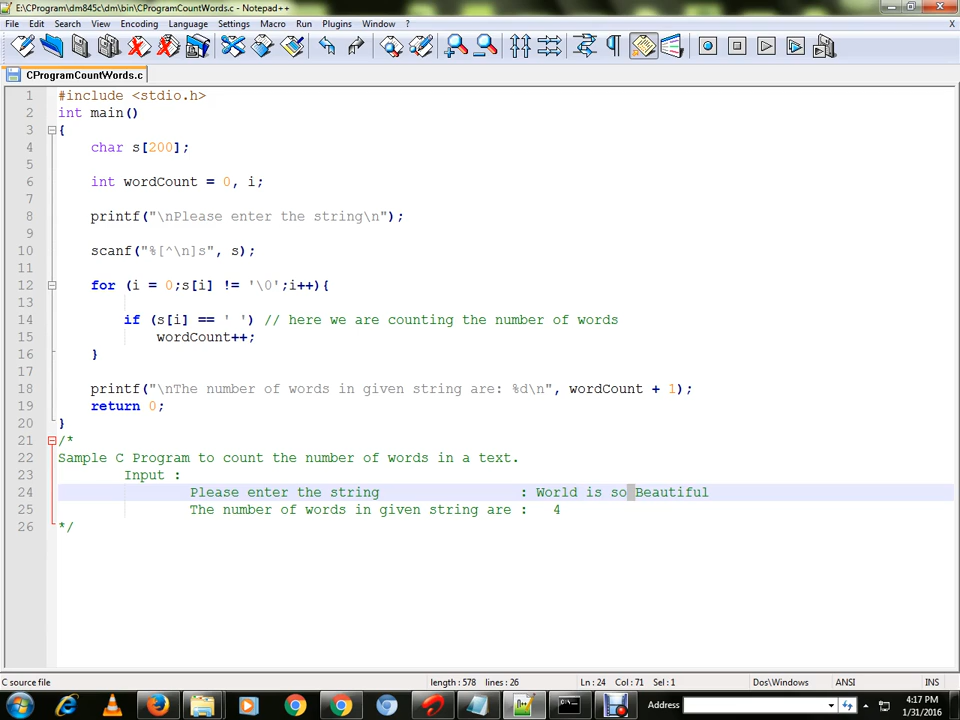 E:\CProgram\dm845c\dm\bin\CProgramCountWords.c - Notepad++
File Edit Search View Encoding Language Settings Macro Run Plugins Window ? X
CProgramCountWords.c
1 #include <stdio.h>
2 int main()
3 {
4 char s[200];
5
6 int wordCount = 0, i;
7
8 printf("\nPlease enter the string\n");
9
10 scanf("%[^\n]s", s);
11
12 for (i = 0;s[i] != '\0';i++){
13
14 if (s[i] == ' ') // here we are counting the number of words
15 wordCount++;
16 }
17
18 printf("\nThe number of words in given string are: %d\n", wordCount + 1);
19 return 0;
20 }
21 /*
22 Sample C Program to count the number of words in a text.
23 Input :
24 Please enter the string : World is so Beautiful
25 The number of words in given string are : 4
26 */
C source file length : 578 lines : 26 Ln : 24 Col : 71 Sel : 1 Dos\Windows ANSI INS
Address 4:17 PM
1/31/2016